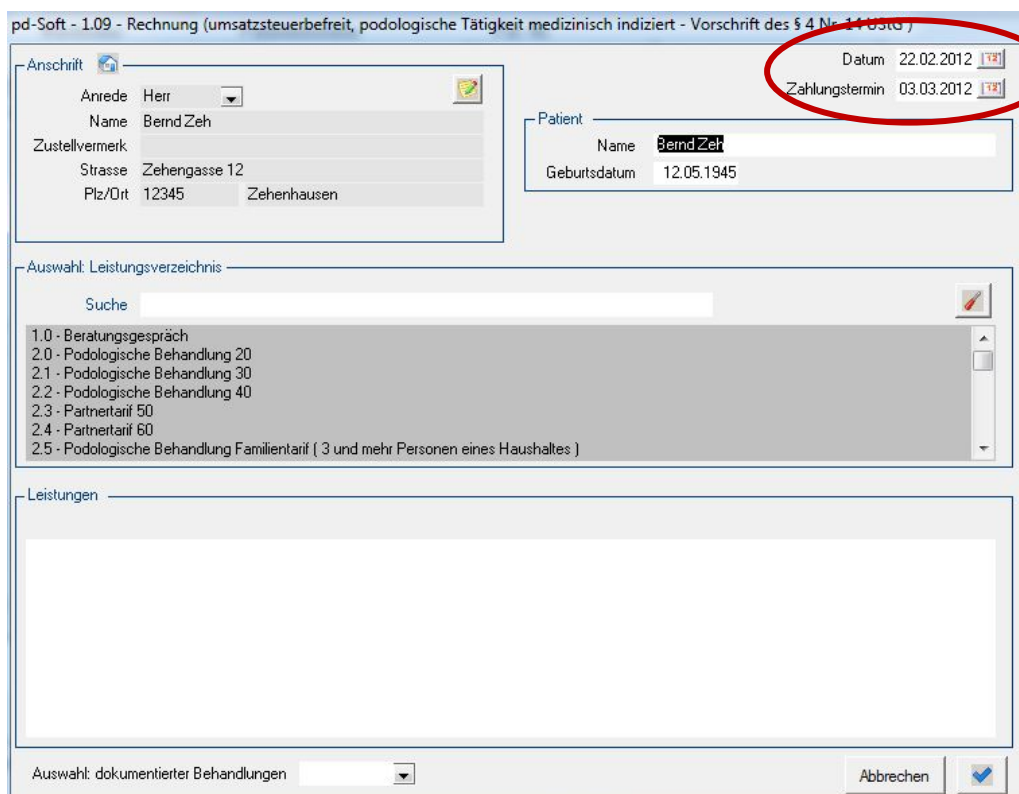 pd-Soft - 1.09 - Rechnung (umsatzsteuerbefreit, podologische Tätigkeit medizinisch indiziert - Vorschrift des § 4 Nr. 14 UStG )
Anschrift
Anrede Herr
Name Bernd Zeh
Zustellvermerk
Strasse Zehengasse 12
Plz/Ort 12345 Zehenhausen
Datum 22.02.2012
Zahlungstermin 03.03.2012
Patient
Name Bernd Zeh
Geburtsdatum 12.05.1945
Auswahl: Leistungsverzeichnis
Suche
1.0 - Beratungsgespräch
2.0 - Podologische Behandlung 20
2.1 - Podologische Behandlung 30
2.2 - Podologische Behandlung 40
2.3 - Partnertarif 50
2.4 - Partnertarif 60
2.5 - Podologische Behandlung Familientarif ( 3 und mehr Personen eines Haushaltes )
Leistungen
Auswahl: dokumentierter Behandlungen
Abbrechen